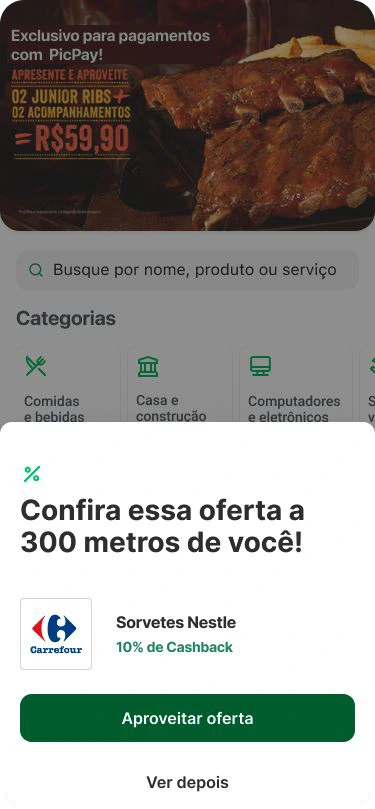 Exclusivo para pagamentos
com PicPay!
APRESENTE E APROVEITE
02 JUNIOR RIBS +
02 ACOMPANHAMENTOS
=R$59,90
Busque por nome, produto ou serviço
Categorias
Comidas
e bebidas
Casa e
construção
Computadores
e eletrônicos
S
v
Confira essa oferta a
300 metros de você!
Carrefour
Sorvetes Nestle
10% de Cashback
Aproveitar oferta
Ver depois